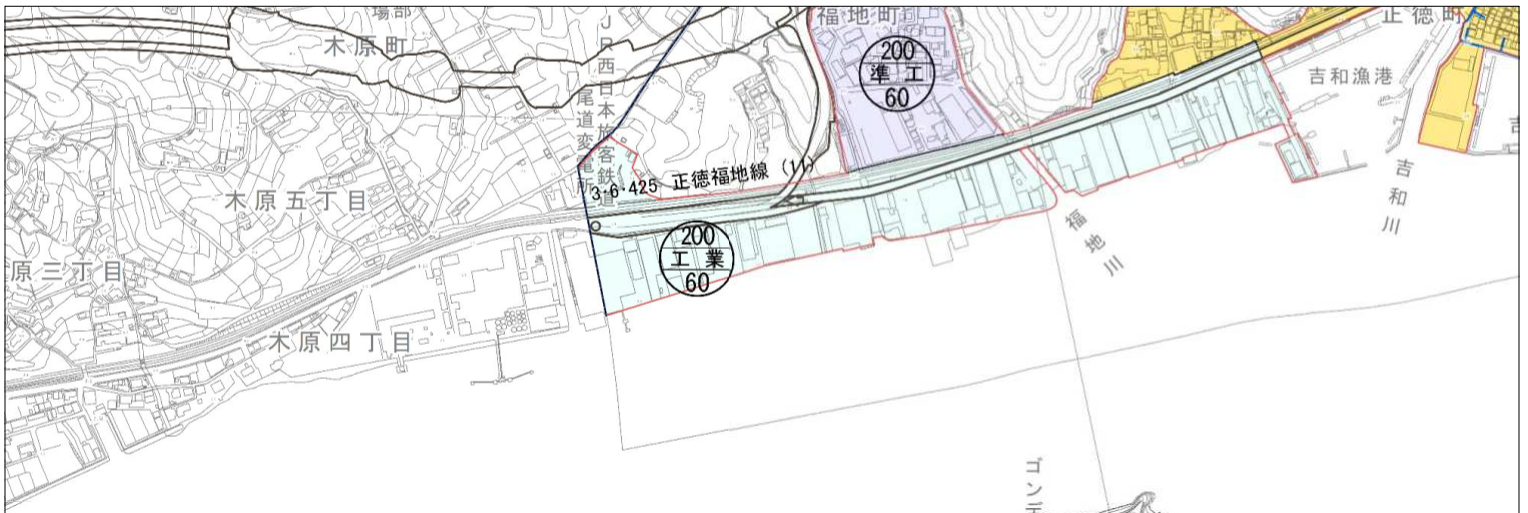 場部
木原町
JR西日本旅客鉄道
尾道変電所
福地町
200
準工
60
正徳町
吉和漁港
吉和川
木原五丁目
3・6・425 正徳福地線 (11)
200
工業
60
福地川
原三丁目
木原四丁目
ゴンデ
吉